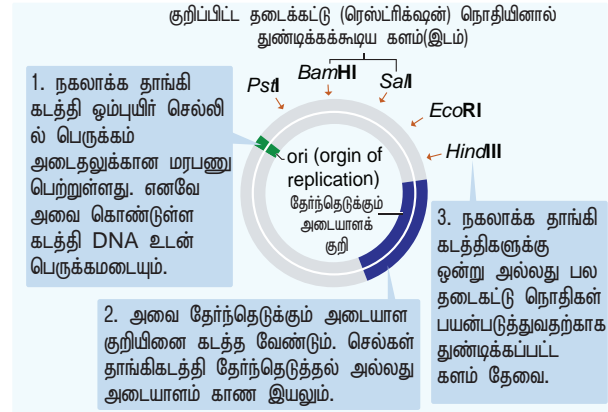 குறிப்பிட்ட தடைக்கட்டு (ரெஸ்ட்ரிக்ஷன்) நொதியினால்
துண்டிக்கக்கூடிய களம்(இடம்)
PstI
BamHI
SalI
EcoRI
HindIII
1. நகலாக்க தாங்கி
கடத்தி ஓம்புயிர் செல்லி
ல் பெருக்கம்
அடைதலுக்கான மரபணு
பெற்றுள்ளது. எனவே
அவை கொண்டுள்ள
கடத்தி DNA உடன்
பெருக்கமடையும்.
ori (orgin of
replication)
தேர்ந்தெடுக்கும்
அடையாளக்
குறி
3. நகலாக்க தாங்கி
கடத்திகளுக்கு
ஒன்று அல்லது பல
தடைகட்டு நொதிகள்
பயன்படுத்துவதற்காக
துண்டிக்கப்பட்ட
களம் தேவை.
2. அவை தேர்ந்தெடுக்கும் அடையாள
குறியினை கடத்த வேண்டும். செல்கள்
தாங்கிகடத்தி தேர்ந்தெடுத்தல் அல்லது
அடையாளம் காண இயலும்.